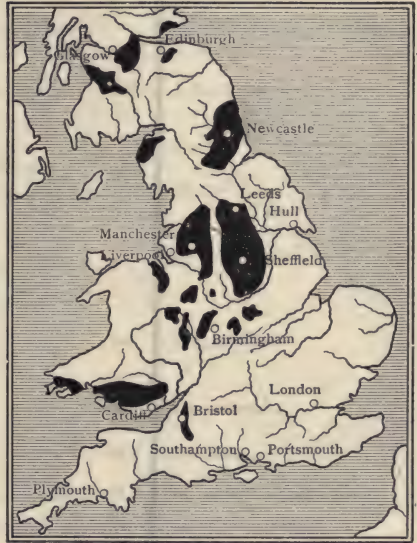 Edinburgh
Glasgow
Newcastle
Leeds
Hull
Manchester
Liverpool
Sheffield
Birmingham
London
Cardiff
Bristol
Southampton
Portsmouth
Plymouth